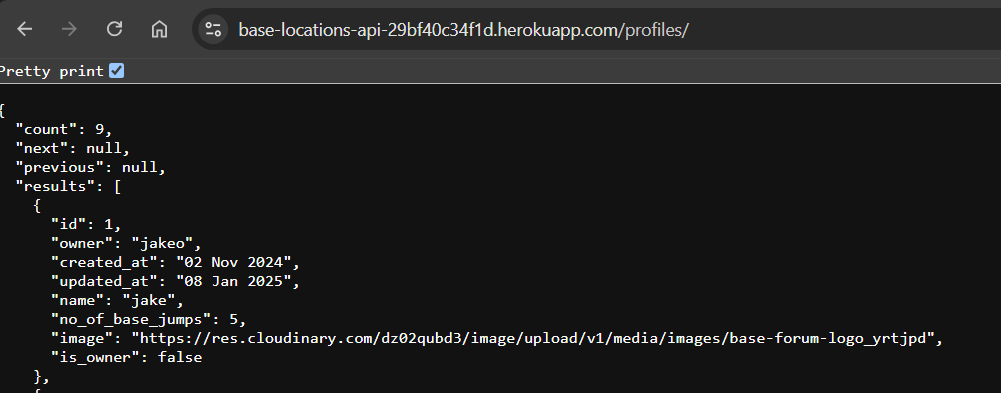 base-locations-api-29bf40c34f1d.herokuapp.com/profiles/
Pretty print
{
  "count": 9,
  "next": null,
  "previous": null,
  "results": [
    {
      "id": 1,
      "owner": "jakeo",
      "created_at": "02 Nov 2024",
      "updated_at": "08 Jan 2025",
      "name": "jake",
      "no_of_base_jumps": 5,
      "image": "https://res.cloudinary.com/dz02qubd3/image/upload/v1/media/images/base-forum-logo_yrtjpd",
      "is_owner": false
    },
    {